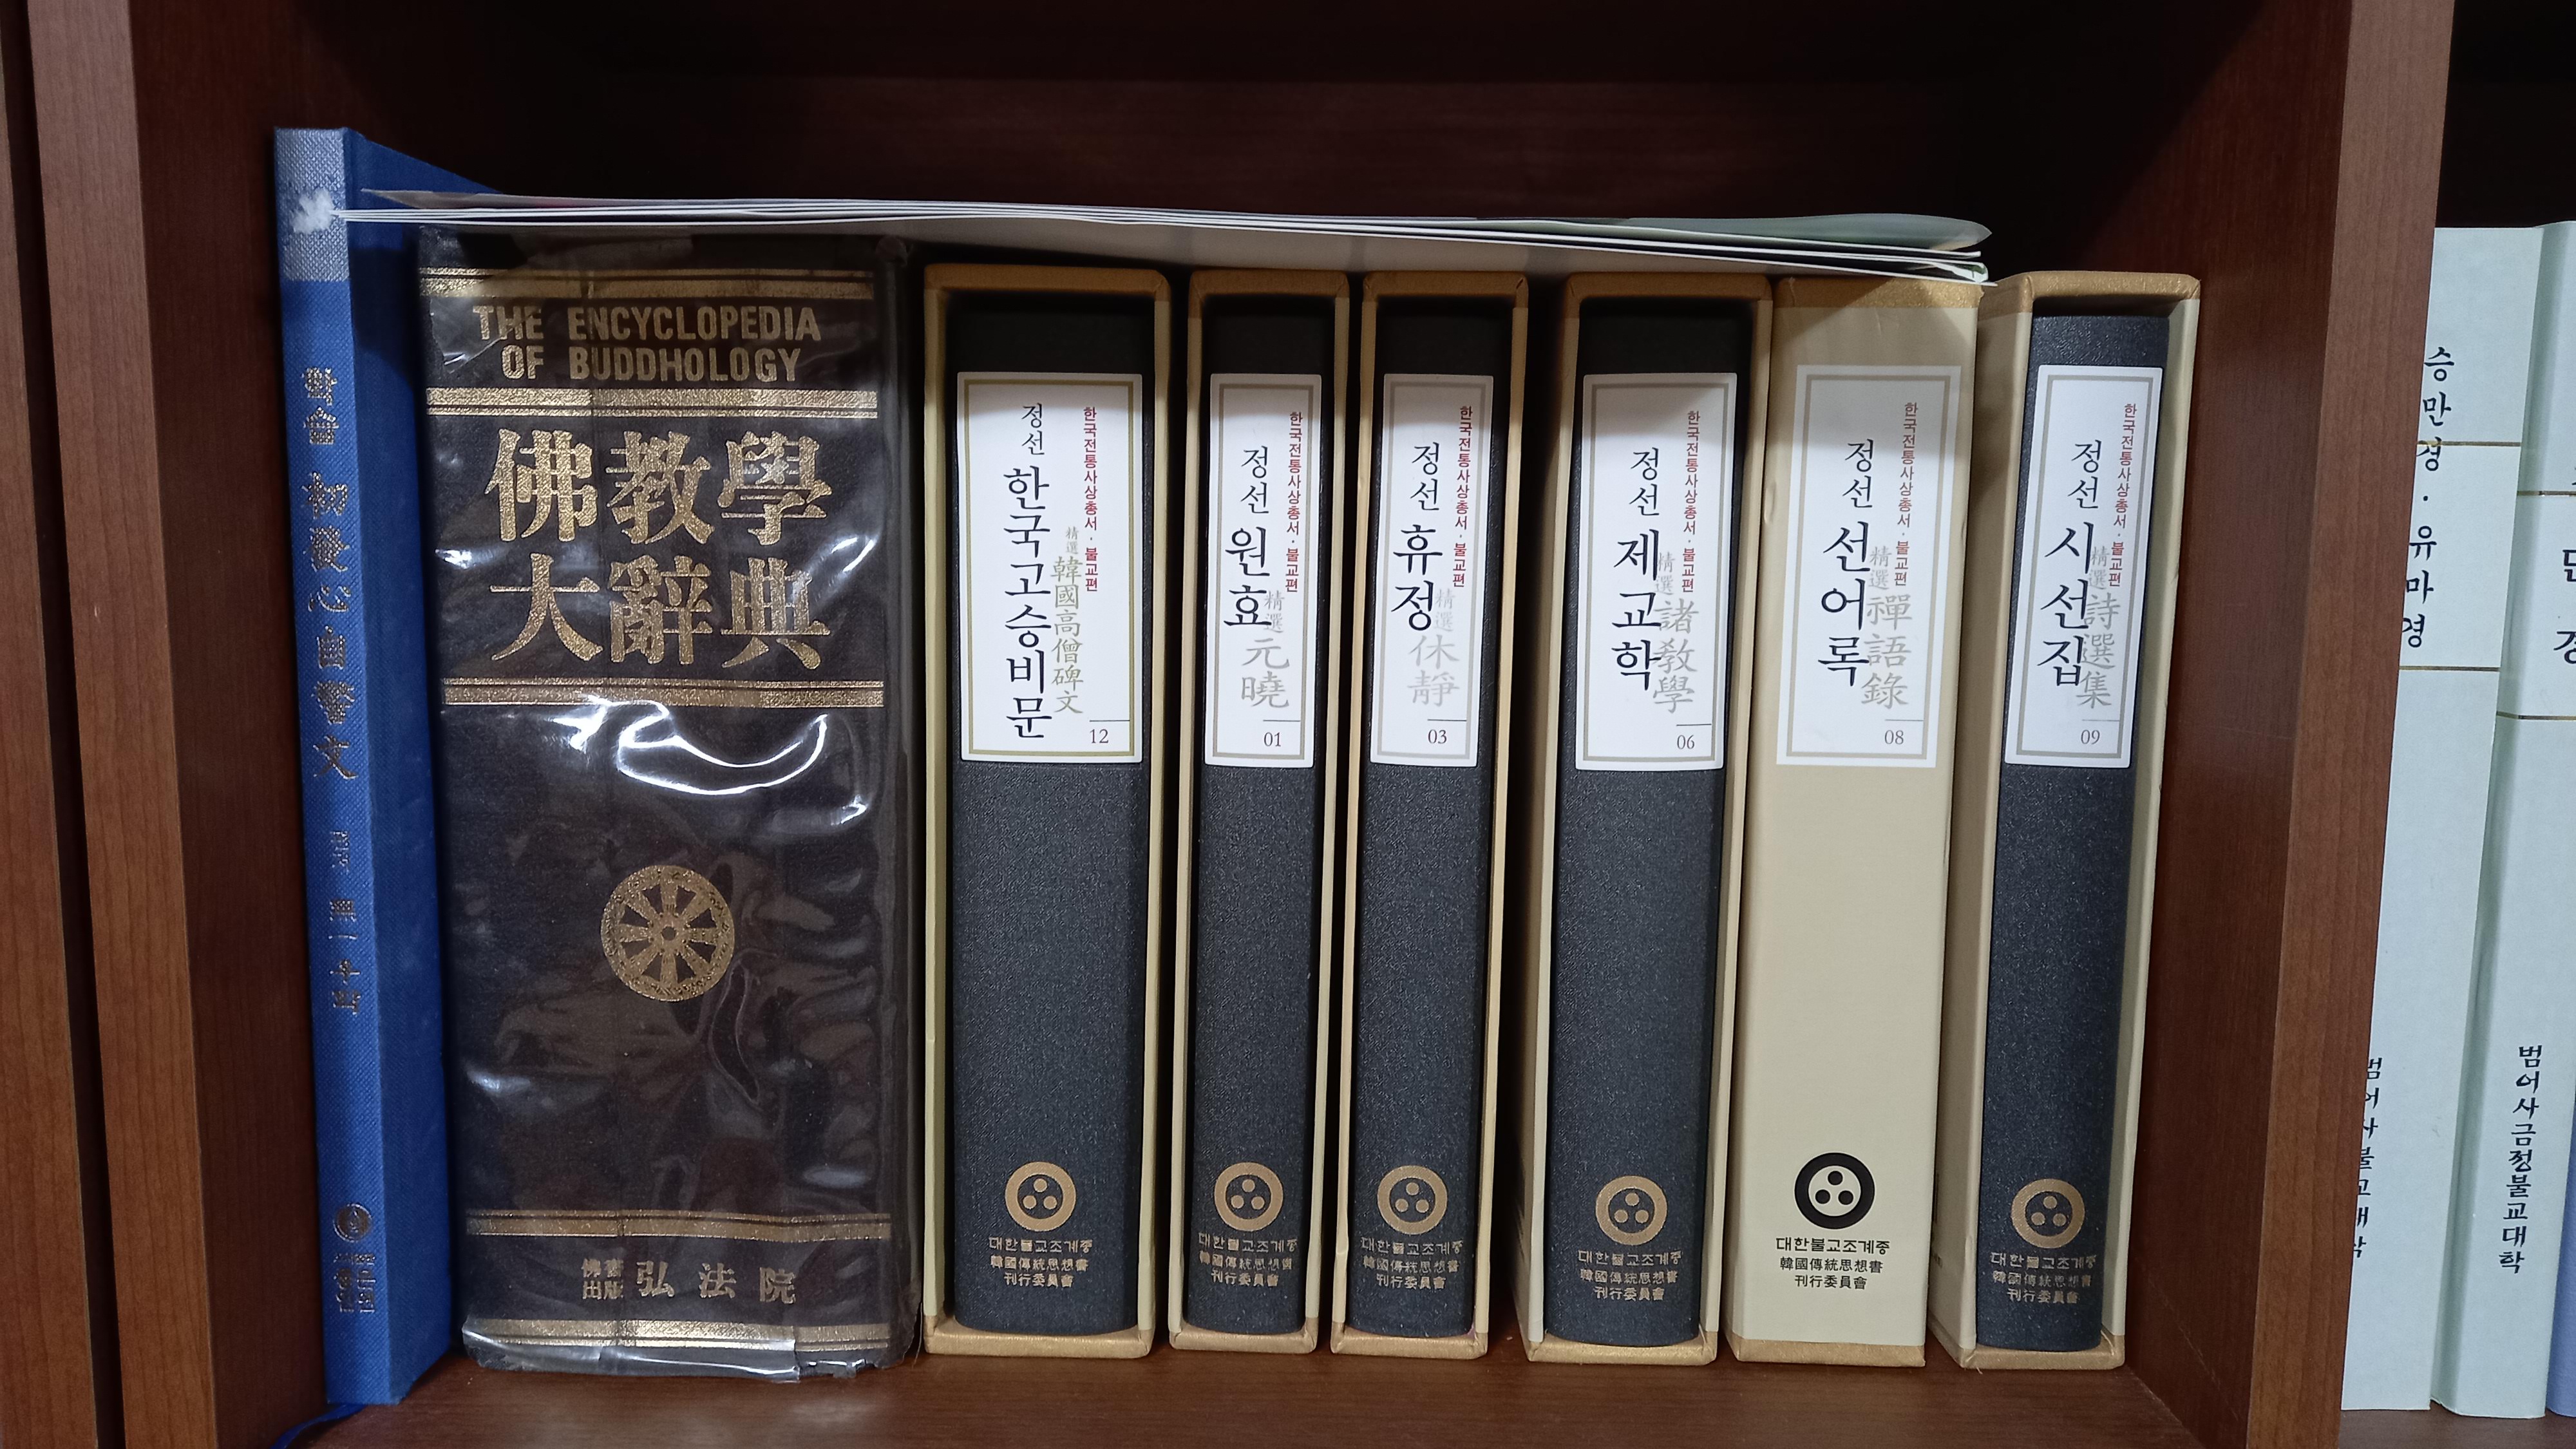 初發心自警文
THE ENCYCLOPEDIA
OF BUDDHOLOGY
佛敎學
大辭典
佛書
出版
弘法院
한국전통사상총서·불교편
정선 한국고승비문
精選 韓國高僧碑文
12
대한불교조계종
韓國傳統思想書
刊行委員會
한국전통사상총서·불교편
정선 원효
精選 元曉
01
대한불교조계종
韓國傳統思想書
刊行委員會
한국전통사상총서·불교편
정선 휴정
精選 休靜
03
대한불교조계종
韓國傳統思想書
刊行委員會
한국전통사상총서·불교편
정선 제교학
精選 諸敎學
06
대한불교조계종
韓國傳統思想書
刊行委員會
한국전통사상총서·불교편
정선 선어록
精選 禪語錄
08
대한불교조계종
韓國傳統思想書
刊行委員會
한국전통사상총서·불교편
정선 시선집
精選 詩選集
09
대한불교조계종
韓國傳統思想書
刊行委員會
승만경·유마경
범어사불교대학
범어사금정불교대학